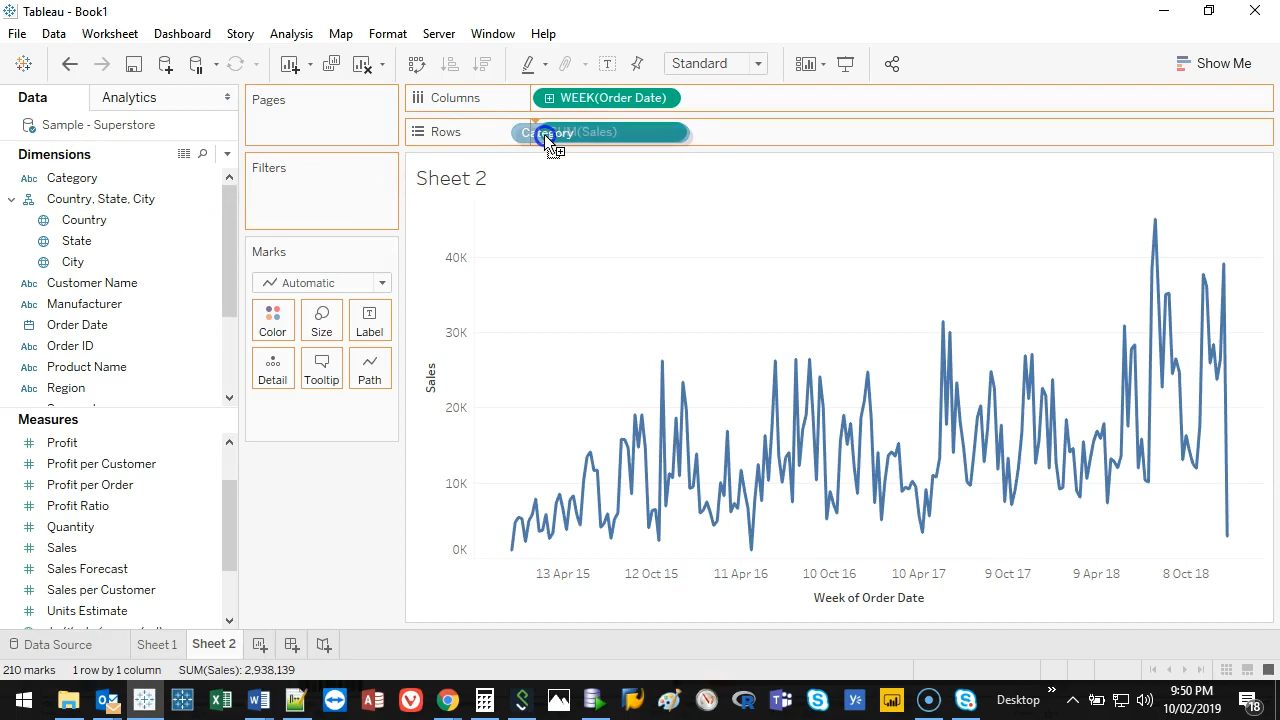 Tableau - Book1
File Data Worksheet Dashboard Story Analysis Map Format Server Window Help
Standard
Show Me
Data
Analytics
Sample - Superstore
Dimensions
Category
Country, State, City
Country
State
City
Customer Name
Manufacturer
Order Date
Order ID
Product Name
Region
Measures
Profit
Profit per Customer
Profit per Order
Profit Ratio
Quantity
Sales
Sales Forecast
Sales per Customer
Units Estimate
Pages
Filters
Marks
Automatic
Color
Size
Label
Detail
Tooltip
Path
Columns
WEEK(Order Date)
Rows
Category
SUM(Sales)
Sheet 2
Sales
40K
30K
20K
10K
0K
13 Apr 15
12 Oct 15
11 Apr 16
10 Oct 16
10 Apr 17
9 Oct 17
9 Apr 18
8 Oct 18
Week of Order Date
Data Source
Sheet 1
Sheet 2
210 marks
1 row by 1 column
SUM(Sales): 2,938,139
Desktop
9:50 PM
10/02/2019
18